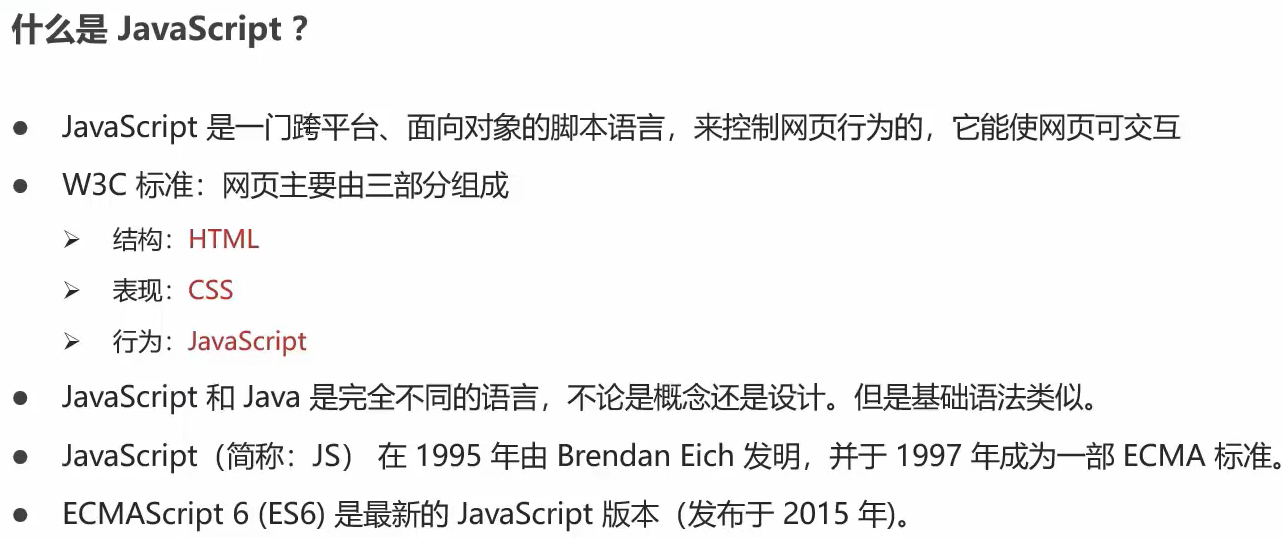 什么是 JavaScript ？
● JavaScript 是一门跨平台、面向对象的脚本语言，来控制网页行为的，它能使网页可交互
● W3C 标准：网页主要由三部分组成
➢ 结构：HTML
➢ 表现：CSS
➢ 行为：JavaScript
● JavaScript 和 Java 是完全不同的语言，不论是概念还是设计。但是基础语法类似。
● JavaScript（简称：JS） 在 1995 年由 Brendan Eich 发明，并于 1997 年成为一部 ECMA 标准。
● ECMAScript 6 (ES6) 是最新的 JavaScript 版本（发布于 2015 年)。